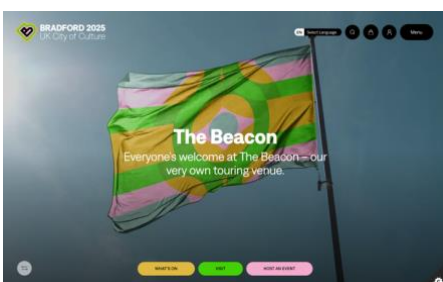 BRADFORD 2025
UK City of Culture
EN Select Language
Menu
The Beacon
Everyone's welcome at The Beacon – our
very own touring venue.
WHAT'S ON
VISIT
HOST AN EVENT